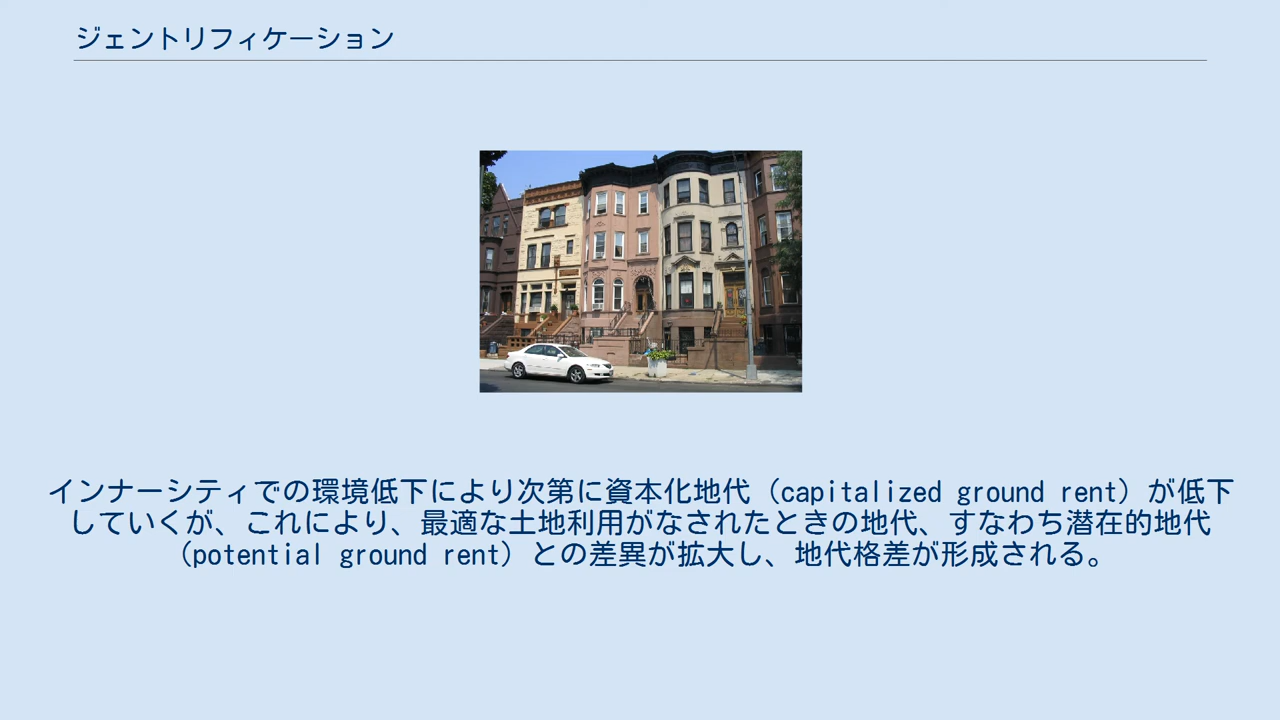 ジェントリフィケーション
インナーシティでの環境低下により次第に資本化地代（capitalized ground rent）が低下
していくが、これにより、最適な土地利用がなされたときの地代、すなわち潜在的地代
（potential ground rent）との差異が拡大し、地代格差が形成される。